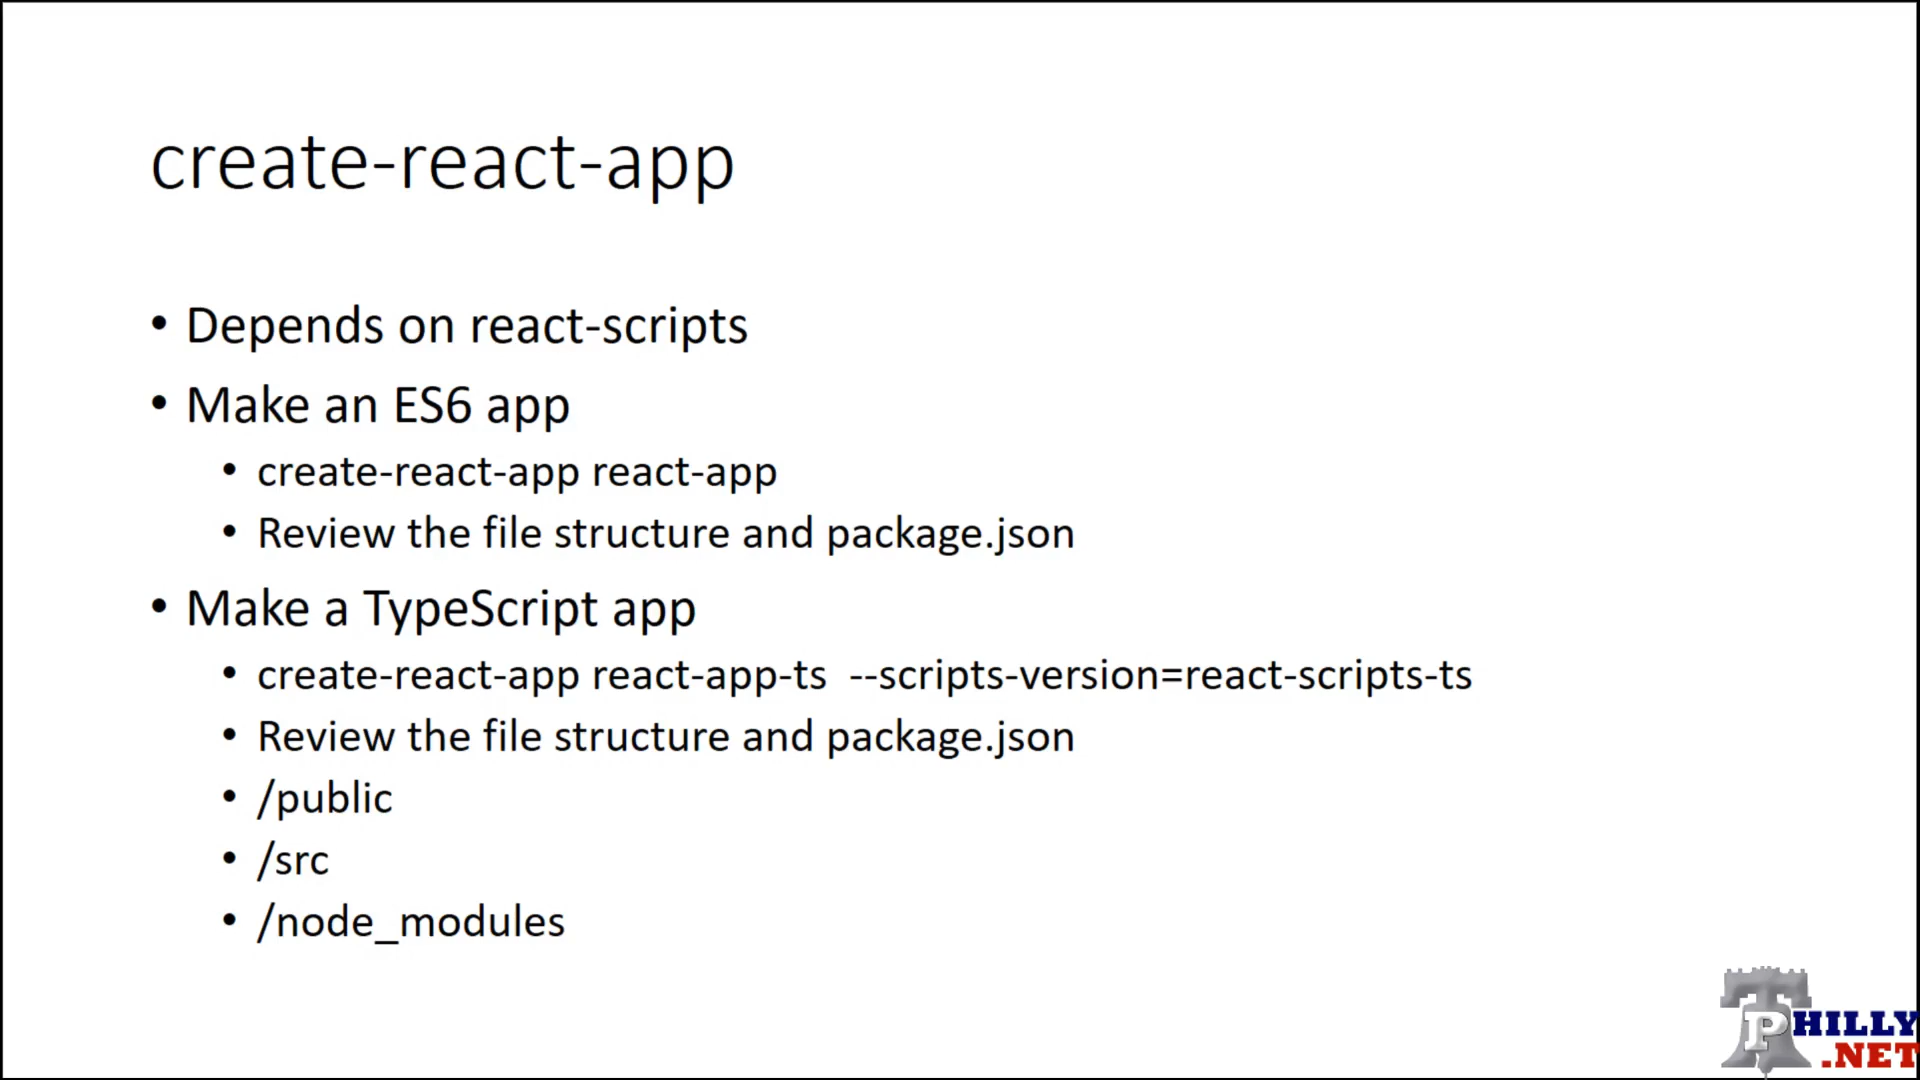 create-react-app
• Depends on react-scripts
• Make an ES6 app
• create-react-app react-app
• Review the file structure and package.json
• Make a TypeScript app
• create-react-app react-app-ts  --scripts-version=react-scripts-ts
• Review the file structure and package.json
• /public
• /src
• /node_modules
PHILLY
.NET